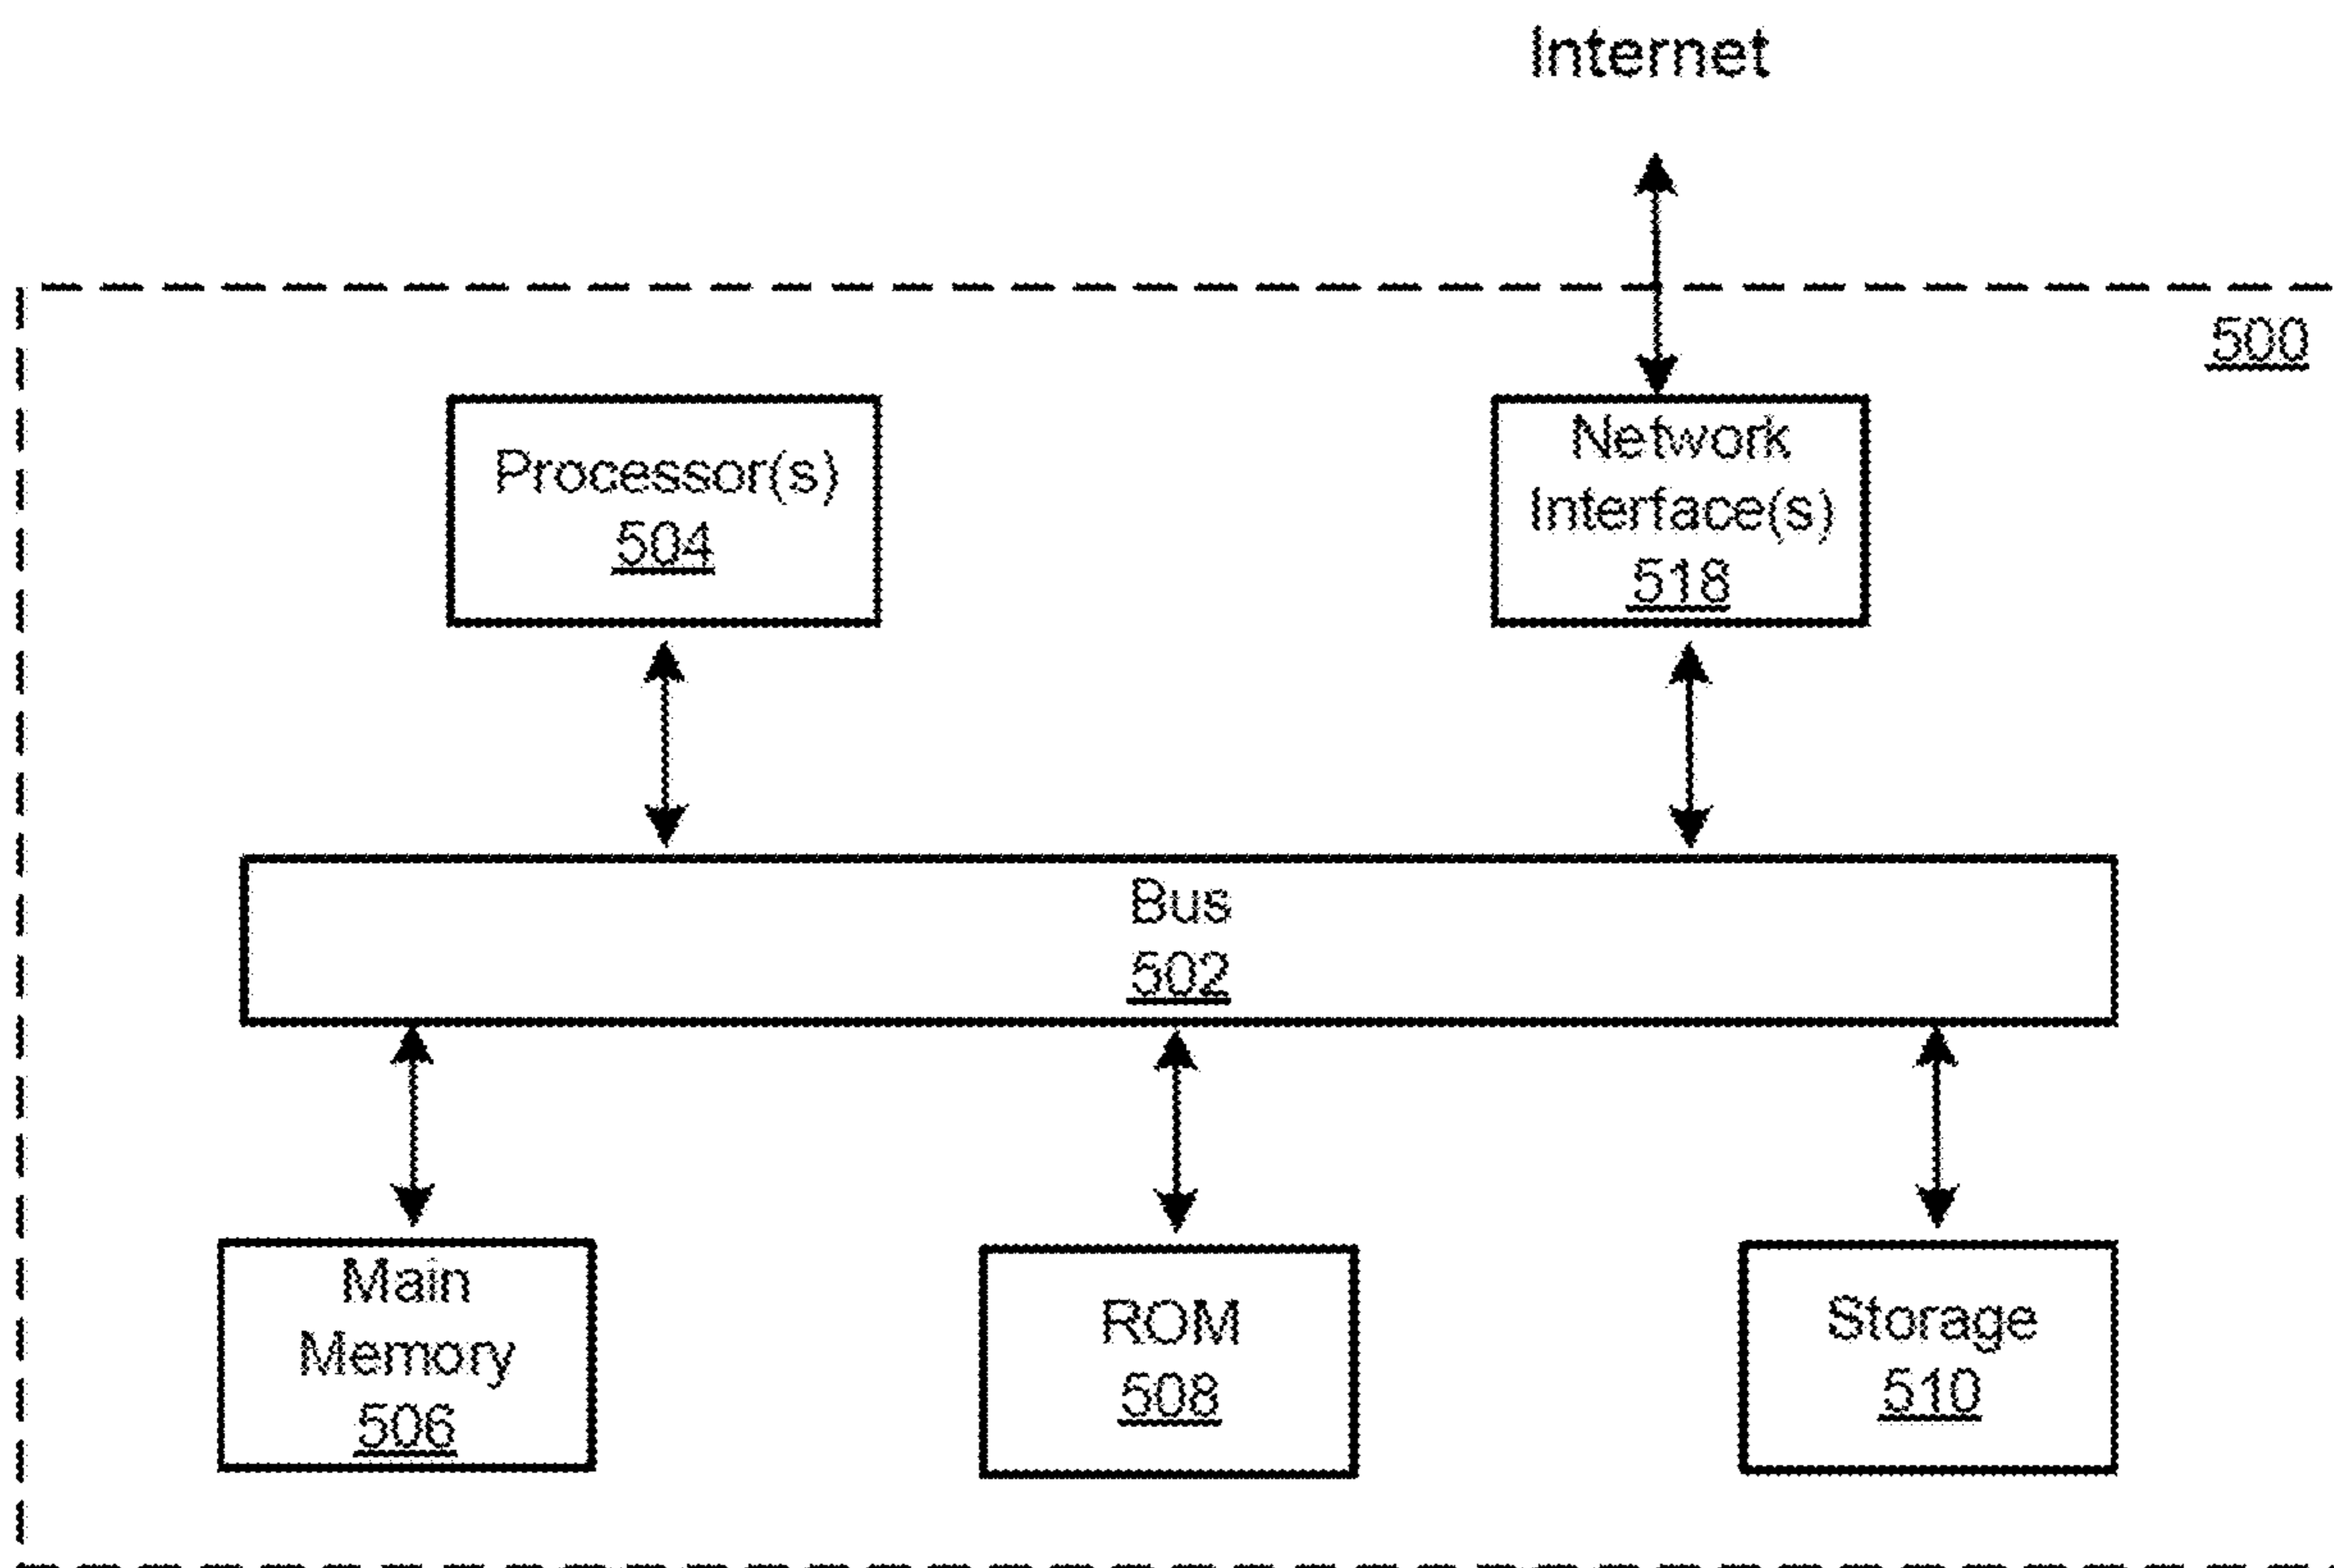 Internet
500
Processor(s)
504
Network
Interface(s)
518
Bus
502
Main
Memory
506
ROM
508
Storage
510